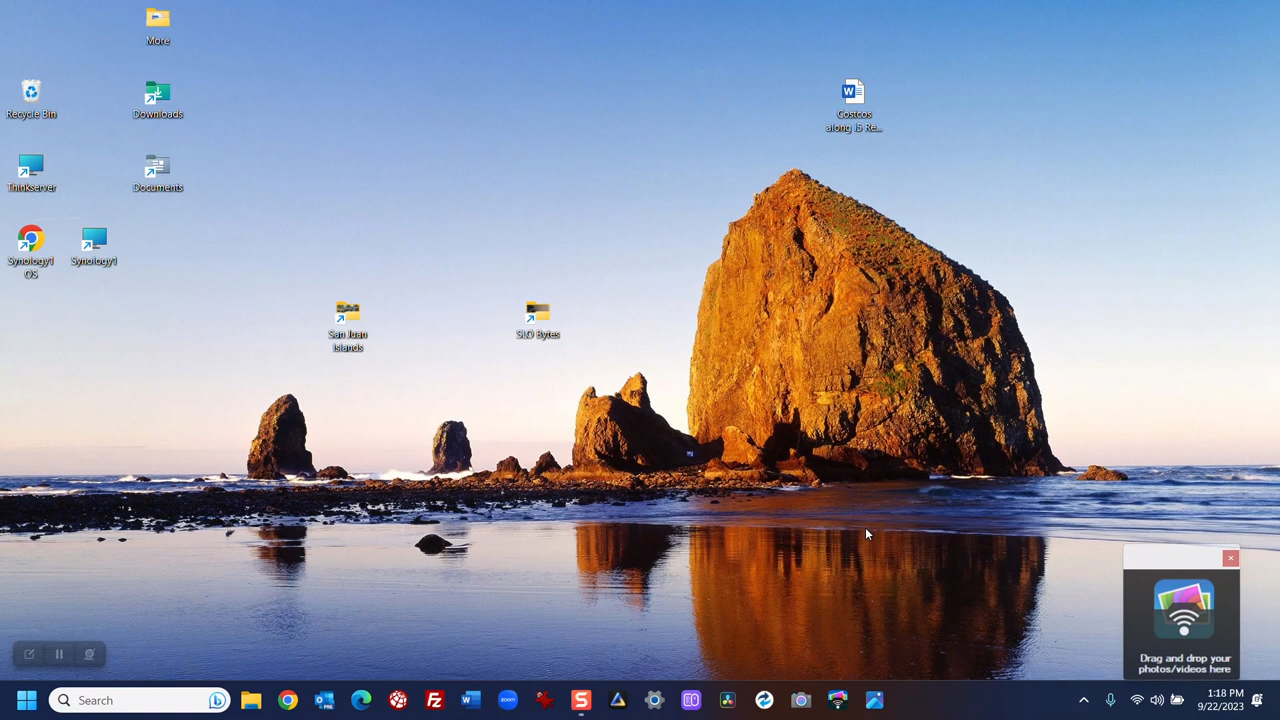 More
Recycle Bin
Downloads
Costcos
along i5 Re...
Thinkserver
Documents
Synology1
OS
Synology1
San Juan
Islands
SLO Bytes
Drag and drop your
photos/videos here
Search
zoom
1:18 PM
9/22/2023